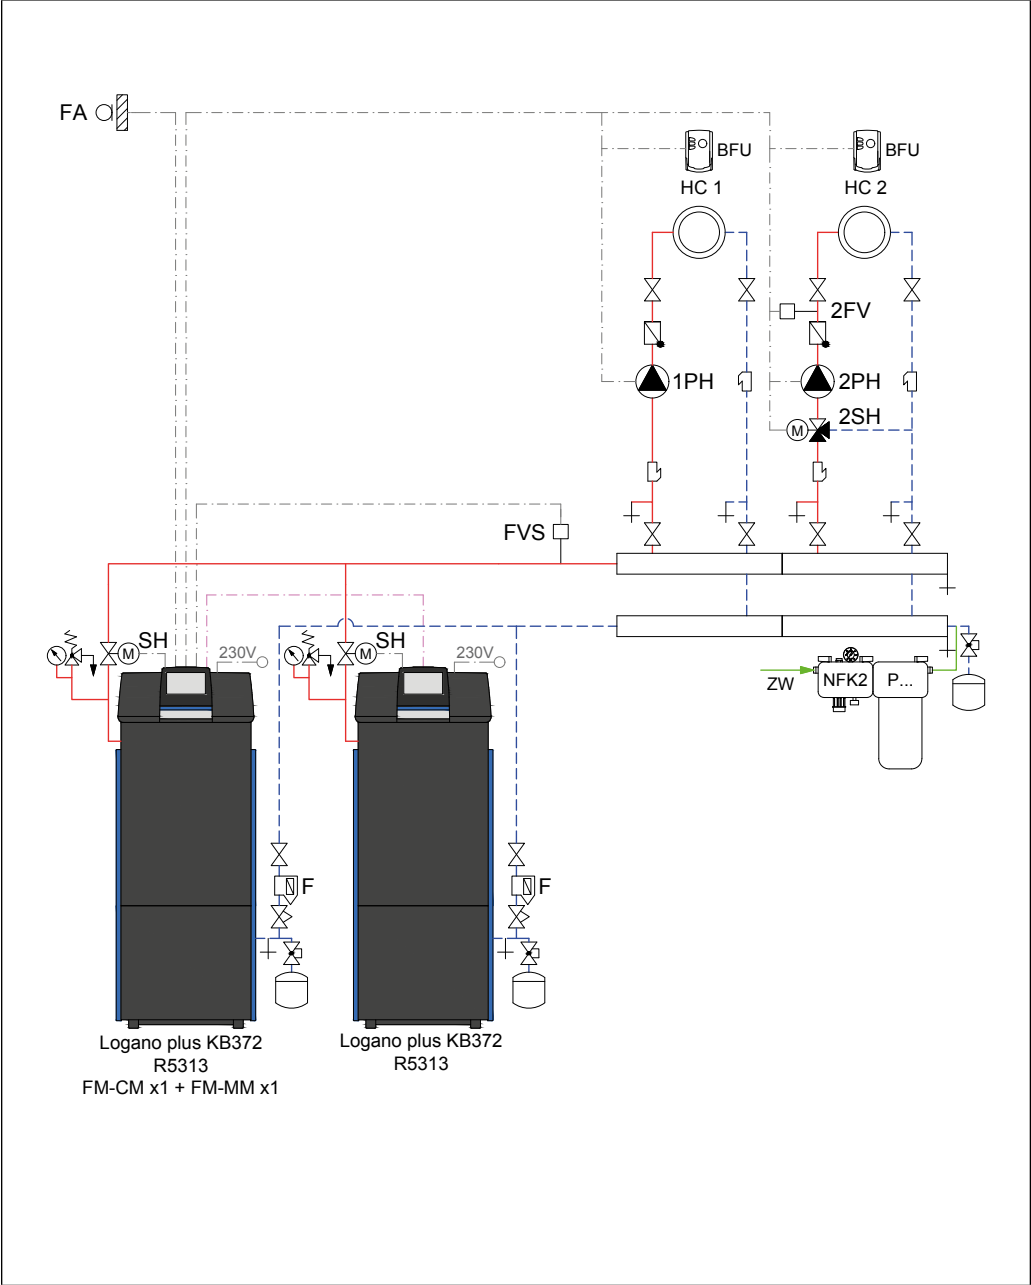 FA
BFU
BFU
HC 1
HC 2
2FV
1PH
2PH
M
2SH
FVS
M
SH
230V
M
SH
230V
ZW
NFK2
P...
F
F
Logano plus KB372
R5313
FM-CM x1 + FM-MM x1
Logano plus KB372
R5313